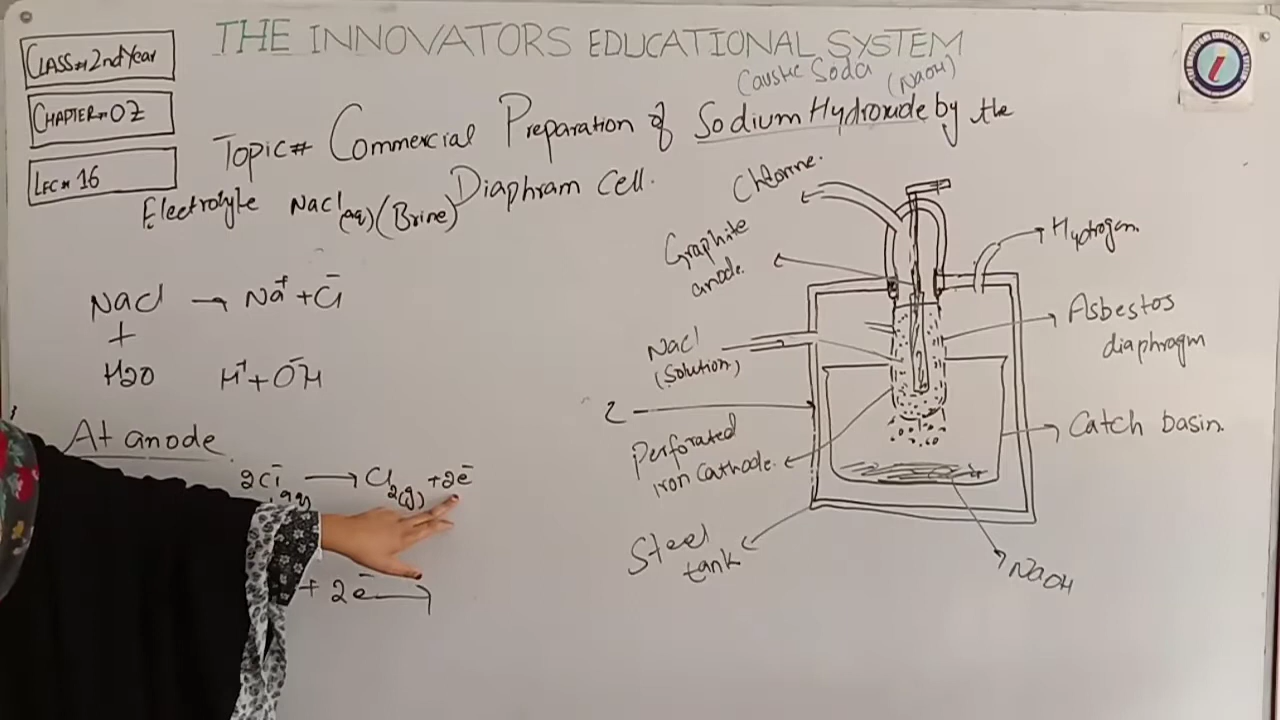 THE INNOVATORS EDUCATIONAL SYSTEM
CLASS# 2nd Year
CHAPTER# 02
LEC# 16
Caustic Soda (NaOH)
Topic# Commercial Preparation of Sodium Hydroxide by the
Diaphram Cell.
Electrolyte NaCl(aq) (Brine)
NaCl → Na⁺ + Cl⁻
+
H2O H⁺ + OH⁻
At anode
2Cl⁻(aq) → Cl2(g) + 2e⁻
+ 2e⁻ →
Chlorine.
Graphite
anode.
Hydrogen
NaCl
(Solution)
Asbestos
diaphragm
Perforated
iron cathode.
Catch basin.
Steel
tank
NaOH